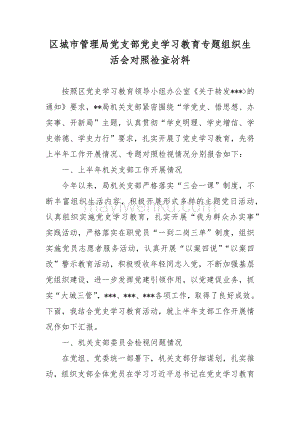 区城市管理局党支部党史学习教育专题组织生
活会对照检查材料
按照区党史学习教育领导小组办公室《关于转发***>的
通知》要求，**局机关支部紧密围绕“学党史、悟思想、办
实事、开新局”主题，认真贯彻“学史明理、学史增信、学史
崇德、学史力行”要求，扎实开展了党史学习教育，先将
上半年工作开展情况、专题对照检视情况分别报告如下：
一、上半年机关支部工作开展情况
今年以来，局机关支部严格落实“三会一课”制度，不
断丰富组织生活内容，积极开展形式多样的主题党日活动，
认真组织实施党史学习教育，扎实开展“我为群众办实事”
实践活动，严格落实在职党员“一到二岗三单”制度，组织
实施党员志愿者服务活动，认真开展了“以案四说”“以案
四改”警示教育活动，积极吸收年轻同志入党，不断加强基
层党组织建设，进一步发挥党建引领作用，以党建促业务，扳
实“大城三管”、***、***、***各项工作，取得了良好成效。
下面，我结合党史学习教育活动，就上半年支部工作开展情
况作如下汇报。
一、机关支部委员会检视问题情况
在党组、党委统一部署下，机关支部仔细谋划，扎实推
动，组织支部全体党员在学习习近平总书记在党史学习教育